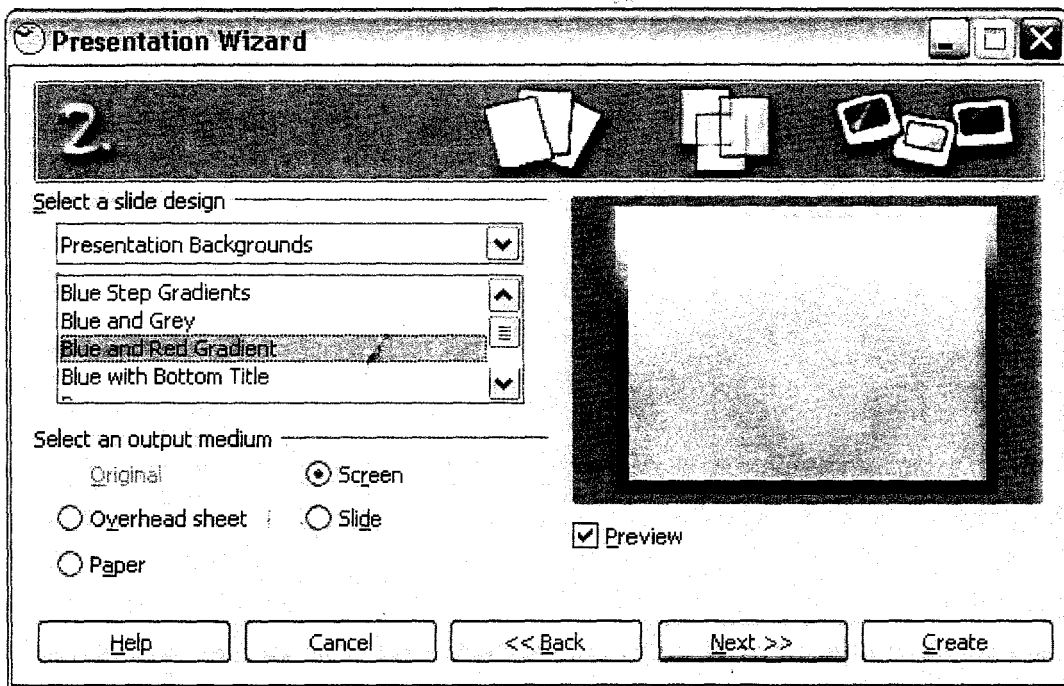 Presentation Wizard
2.
Select a slide design
Presentation Backgrounds
Blue Step Gradients
Blue and Grey
Blue and Red Gradient
Blue with Bottom Title
Select an output medium
Original
Screen
Overhead sheet
Slide
Paper
Preview
Help
Cancel
<< Back
Next >>
Create